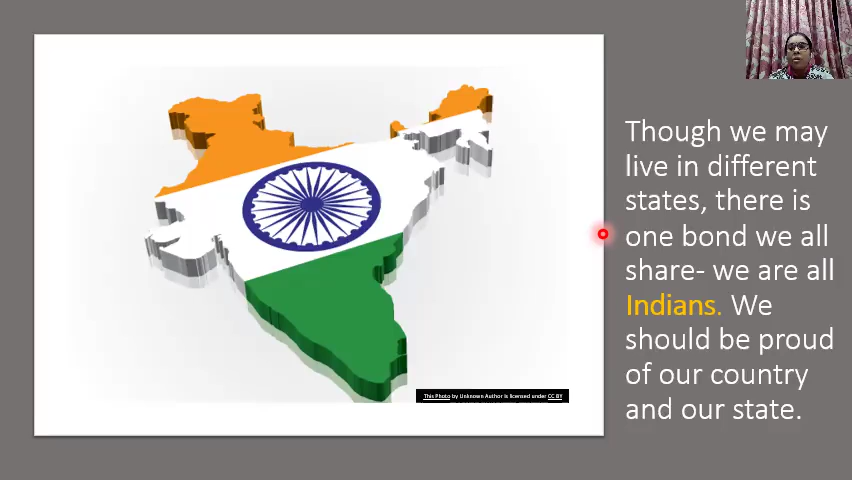 Though we may
live in different
states, there is
one bond we all
share- we are all
Indians. We
should be proud
of our country
and our state.
This Photo by Unknown Author is licensed under CC BY